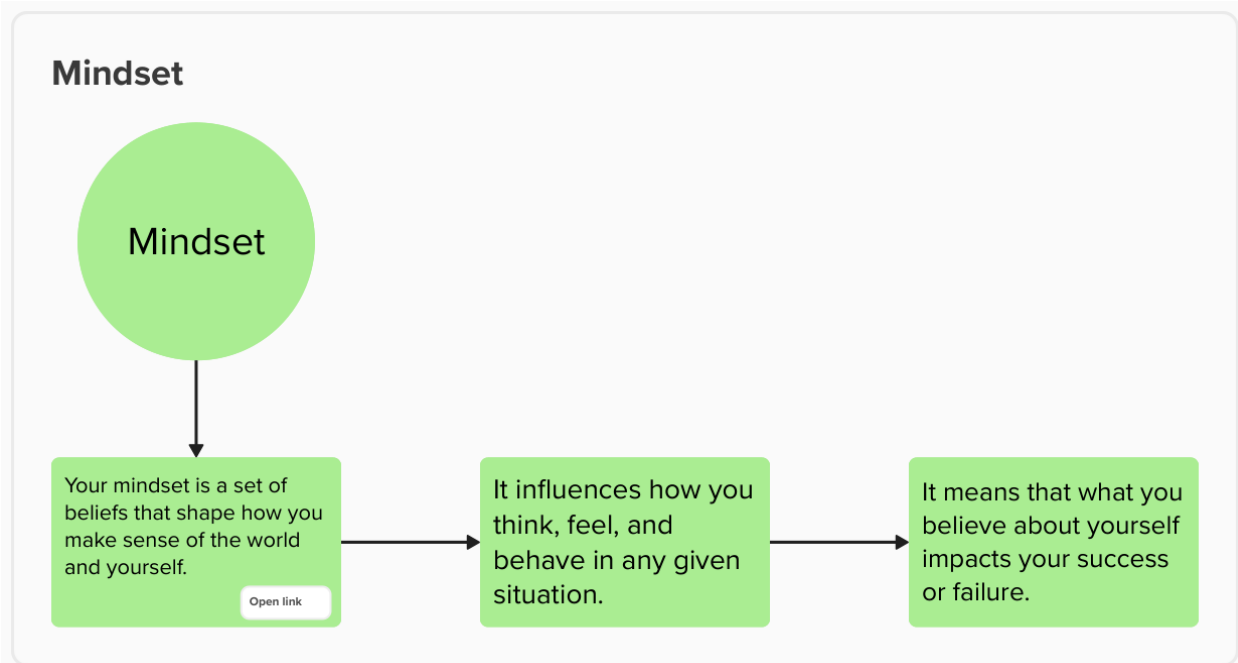 Mindset
Mindset
Your mindset is a set of
beliefs that shape how you
make sense of the world
and yourself.
Open link
It influences how you
think, feel, and
behave in any given
situation.
It means that what you
believe about yourself
impacts your success
or failure.